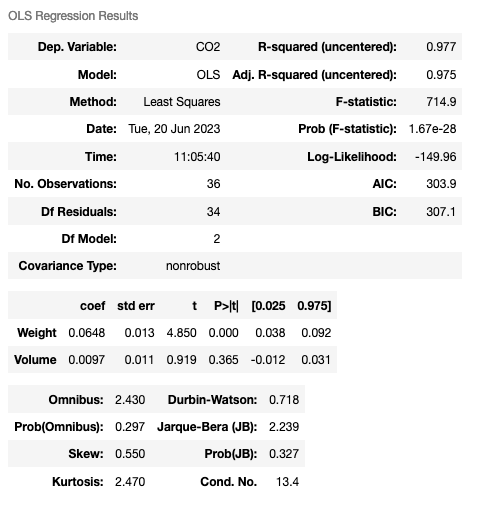 OLS Regression Results
Dep. Variable: CO2 R-squared (uncentered): 0.977
Model: OLS Adj. R-squared (uncentered): 0.975
Method: Least Squares F-statistic: 714.9
Date: Tue, 20 Jun 2023 Prob (F-statistic): 1.67e-28
Time: 11:05:40 Log-Likelihood: -149.96
No. Observations: 36 AIC: 303.9
Df Residuals: 34 BIC: 307.1
Df Model: 2
Covariance Type: nonrobust
coef std err t P>|t| [0.025 0.975]
Weight 0.0648 0.013 4.850 0.000 0.038 0.092
Volume 0.0097 0.011 0.919 0.365 -0.012 0.031
Omnibus: 2.430 Durbin-Watson: 0.718
Prob(Omnibus): 0.297 Jarque-Bera (JB): 2.239
Skew: 0.550 Prob(JB): 0.327
Kurtosis: 2.470 Cond. No. 13.4